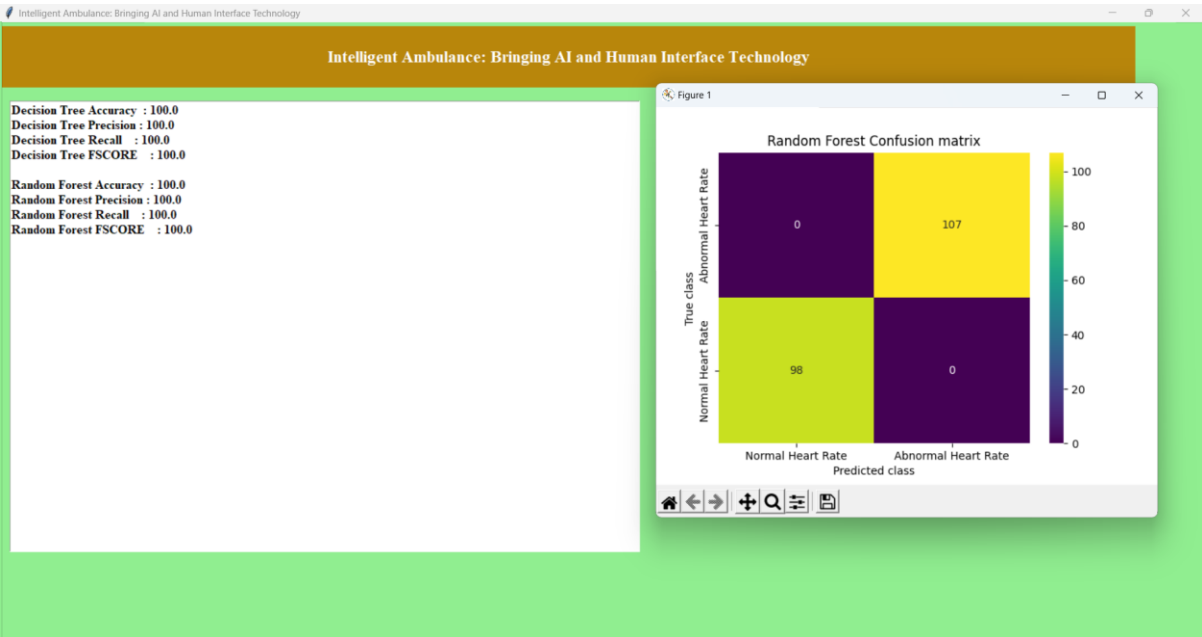 Intelligent Ambulance: Bringing AI and Human Interface Technology
Intelligent Ambulance: Bringing AI and Human Interface Technology
Decision Tree Accuracy : 100.0
Decision Tree Precision : 100.0
Decision Tree Recall : 100.0
Decision Tree FSCORE : 100.0
Random Forest Accuracy : 100.0
Random Forest Precision : 100.0
Random Forest Recall : 100.0
Random Forest FSCORE : 100.0
Figure 1
Random Forest Confusion matrix
True class
Abnormal Heart Rate
Normal Heart Rate
0
107
98
0
100
80
60
40
20
0
Normal Heart Rate
Abnormal Heart Rate
Predicted class